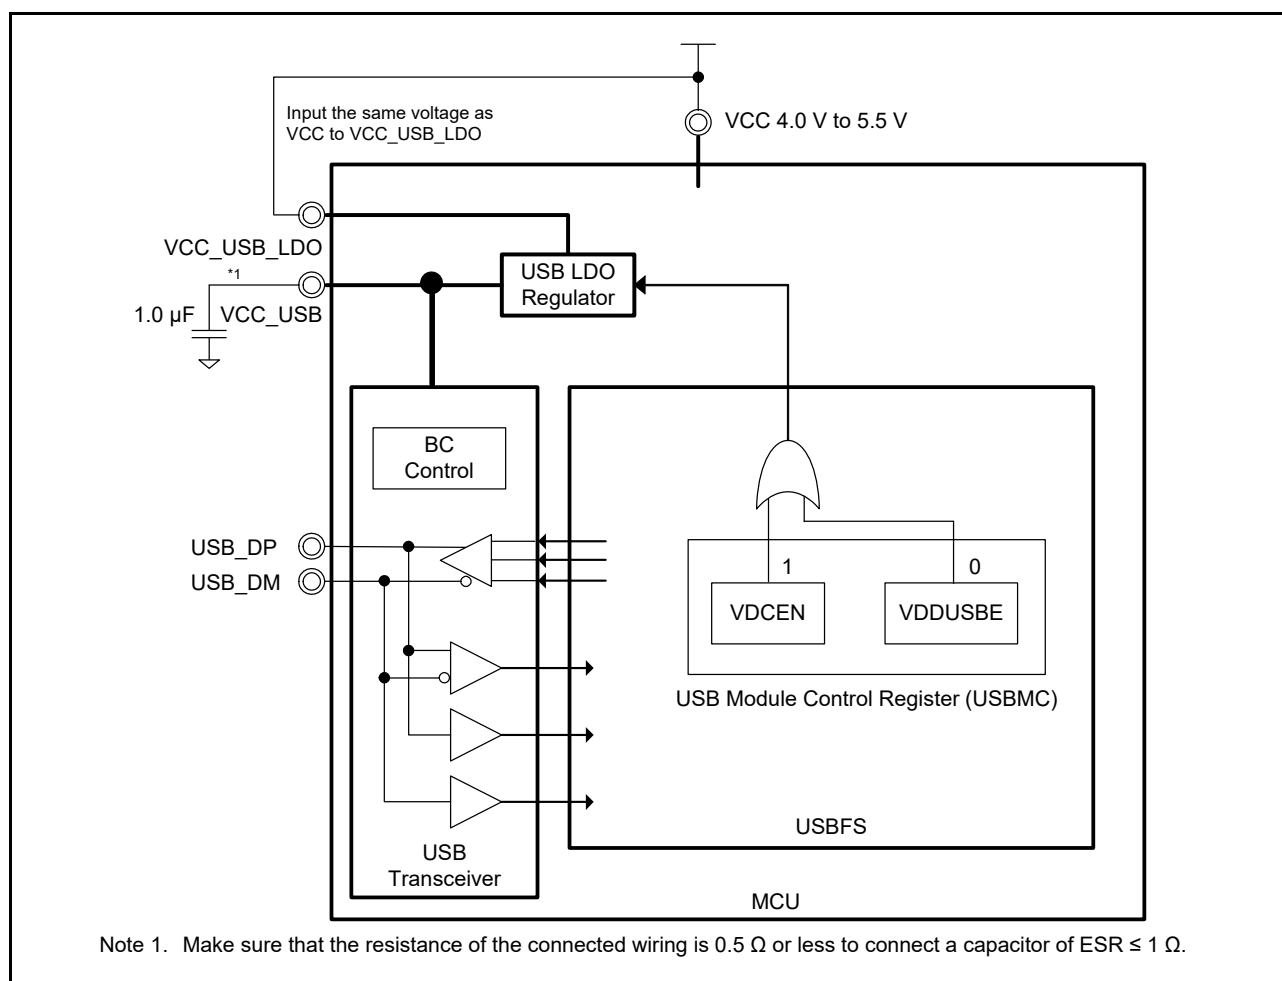 Input the same voltage as
VCC to VCC_USB_LDO
VCC 4.0 V to 5.5 V
VCC_USB_LDO
*1
1.0 µF
VCC_USB
USB LDO
Regulator
BC
Control
USB_DP
USB_DM
1
0
VDCEN
VDDUSBE
USB Module Control Register (USBMC)
USBFS
USB
Transceiver
MCU
Note 1. Make sure that the resistance of the connected wiring is 0.5 Ω or less to connect a capacitor of ESR ≤ 1 Ω.